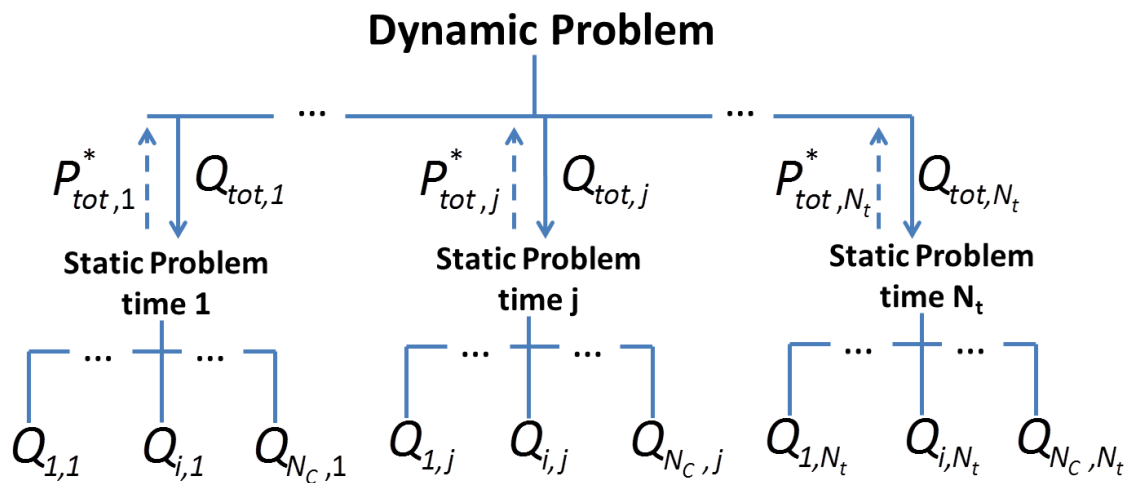 Dynamic Problem
... ...
P*tot,1 Qtot,1 P*tot,j Qtot,j P*tot,Nt Qtot,Nt
Static Problem Static Problem Static Problem
time 1 time j time Nt
... ... ... ... ... ...
Q1,1 Qi,1 QNC,1 Q1,j Qi,j QNC,j Q1,Nt Qi,Nt QNC,Nt